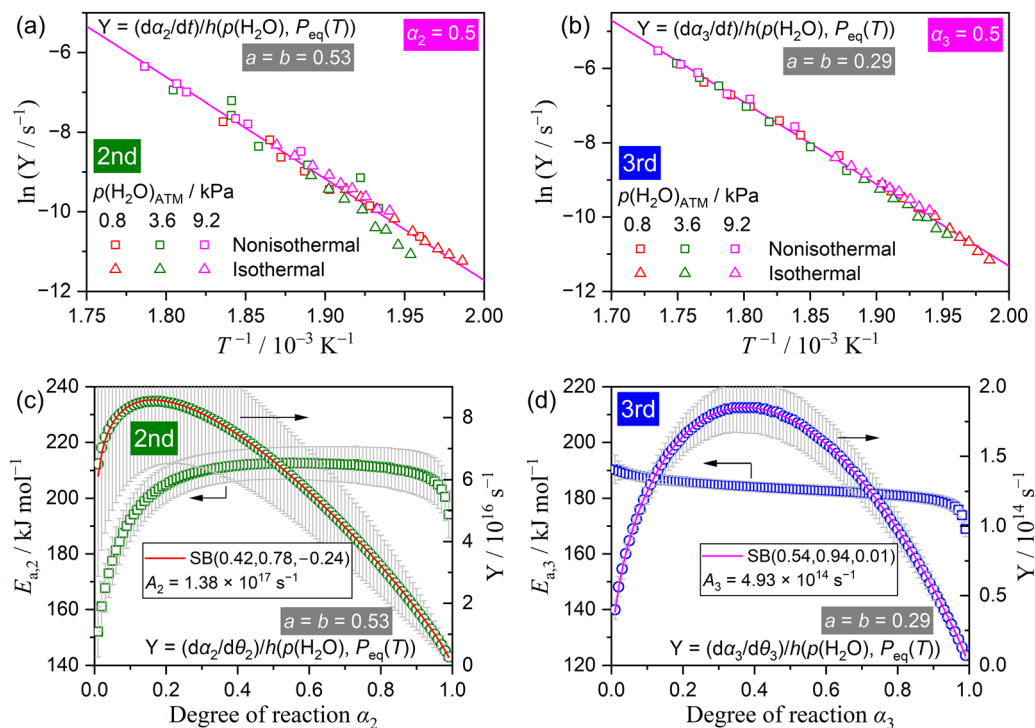 (a)
Y = (dα₂/dt)/h(p(H₂O), P_eq(T))
a = b = 0.53
α₂ = 0.5
2nd
p(H₂O)_ATM / kPa
0.8 3.6 9.2
Nonisothermal
Isothermal
ln (Y / s⁻¹)
−6
−8
−10
−12
1.75 1.80 1.85 1.90 1.95 2.00
T⁻¹ / 10⁻³ K⁻¹
(b)
Y = (dα₃/dt)/h(p(H₂O), P_eq(T))
a = b = 0.29
α₃ = 0.5
3rd
p(H₂O)_ATM / kPa
0.8 3.6 9.2
Nonisothermal
Isothermal
ln (Y / s⁻¹)
−6
−8
−10
−12
1.70 1.75 1.80 1.85 1.90 1.95 2.00
T⁻¹ / 10⁻³ K⁻¹
(c)
2nd
SB(0.42,0.78,−0.24)
A₂ = 1.38 × 10¹⁷ s⁻¹
a = b = 0.53
Y = (dα₂/dθ₂)/h(p(H₂O), P_eq(T))
E_a,2 / kJ mol⁻¹
240
220
200
180
160
140
Y / 10¹⁶ s⁻¹
8
6
4
2
0
0.0 0.2 0.4 0.6 0.8 1.0
Degree of reaction α₂
(d)
3rd
SB(0.54,0.94,0.01)
A₃ = 4.93 × 10¹⁴ s⁻¹
a = b = 0.29
Y = (dα₃/dθ₃)/h(p(H₂O), P_eq(T))
E_a,3 / kJ mol⁻¹
220
200
180
160
140
120
Y / 10¹⁴ s⁻¹
2.0
1.5
1.0
0.5
0.0
0.0 0.2 0.4 0.6 0.8 1.0
Degree of reaction α₃